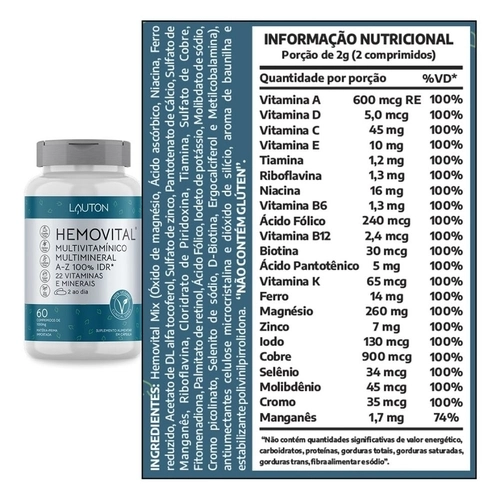 LAUTON
HEMOVITAL
MULTIVITAMÍNICO
MULTIMINERAL
A-Z 100% IDR*
22 VITAMINAS
E MINERAIS
2 ao dia
60
COMPRIMIDOS DE
INGREDIENTES: Hemovital Mix (Óxido de magnésio, Ácido ascórbico, Niacina, Ferro
reduzido, Acetato de DL alfa tocoferol, Sulfato de zinco, Pantotenato de Cálcio, Sulfato de
Manganês, Riboflavina, Cloridrato de Piridoxina, Tiamina, Sulfato de Cobre,
Fitomenadiona, Palmitato de retinol, Ácido Fólico, Iodeto de potássio, Molibdato de sódio,
Cromo picolinato, Selenito de sódio, D-Biotina, Ergocalciferol e Metilcobalamina),
antiumectantes celulose microcristalina e dióxido de silício, aroma de baunilha e
estabilizante polivinilpirrolidona. "NÃO CONTÉM GLÚTEN".
INFORMAÇÃO NUTRICIONAL
Porção de 2g (2 comprimidos)
Quantidade por porção %VD*
Vitamina A 600 mcg RE 100%
Vitamina D 5,0 mcg 100%
Vitamina C 45 mg 100%
Vitamina E 10 mg 100%
Tiamina 1,2 mg 100%
Riboflavina 1,3 mg 100%
Niacina 16 mg 100%
Vitamina B6 1,3 mg 100%
Ácido Fólico 240 mcg 100%
Vitamina B12 2,4 mcg 100%
Biotina 30 mcg 100%
Ácido Pantotênico 5 mg 100%
Vitamina K 65 mcg 100%
Ferro 14 mg 100%
Magnésio 260 mg 100%
Zinco 7 mg 100%
Iodo 130 mcg 100%
Cobre 900 mcg 100%
Selênio 34 mcg 100%
Molibdênio 45 mcg 100%
Cromo 35 mcg 100%
Manganês 1,7 mg 74%
"Não contém quantidades significativas de valor energético,
carboidratos, proteínas, gorduras totais, gorduras saturadas,
gorduras trans, fibra alimentar e sódio".